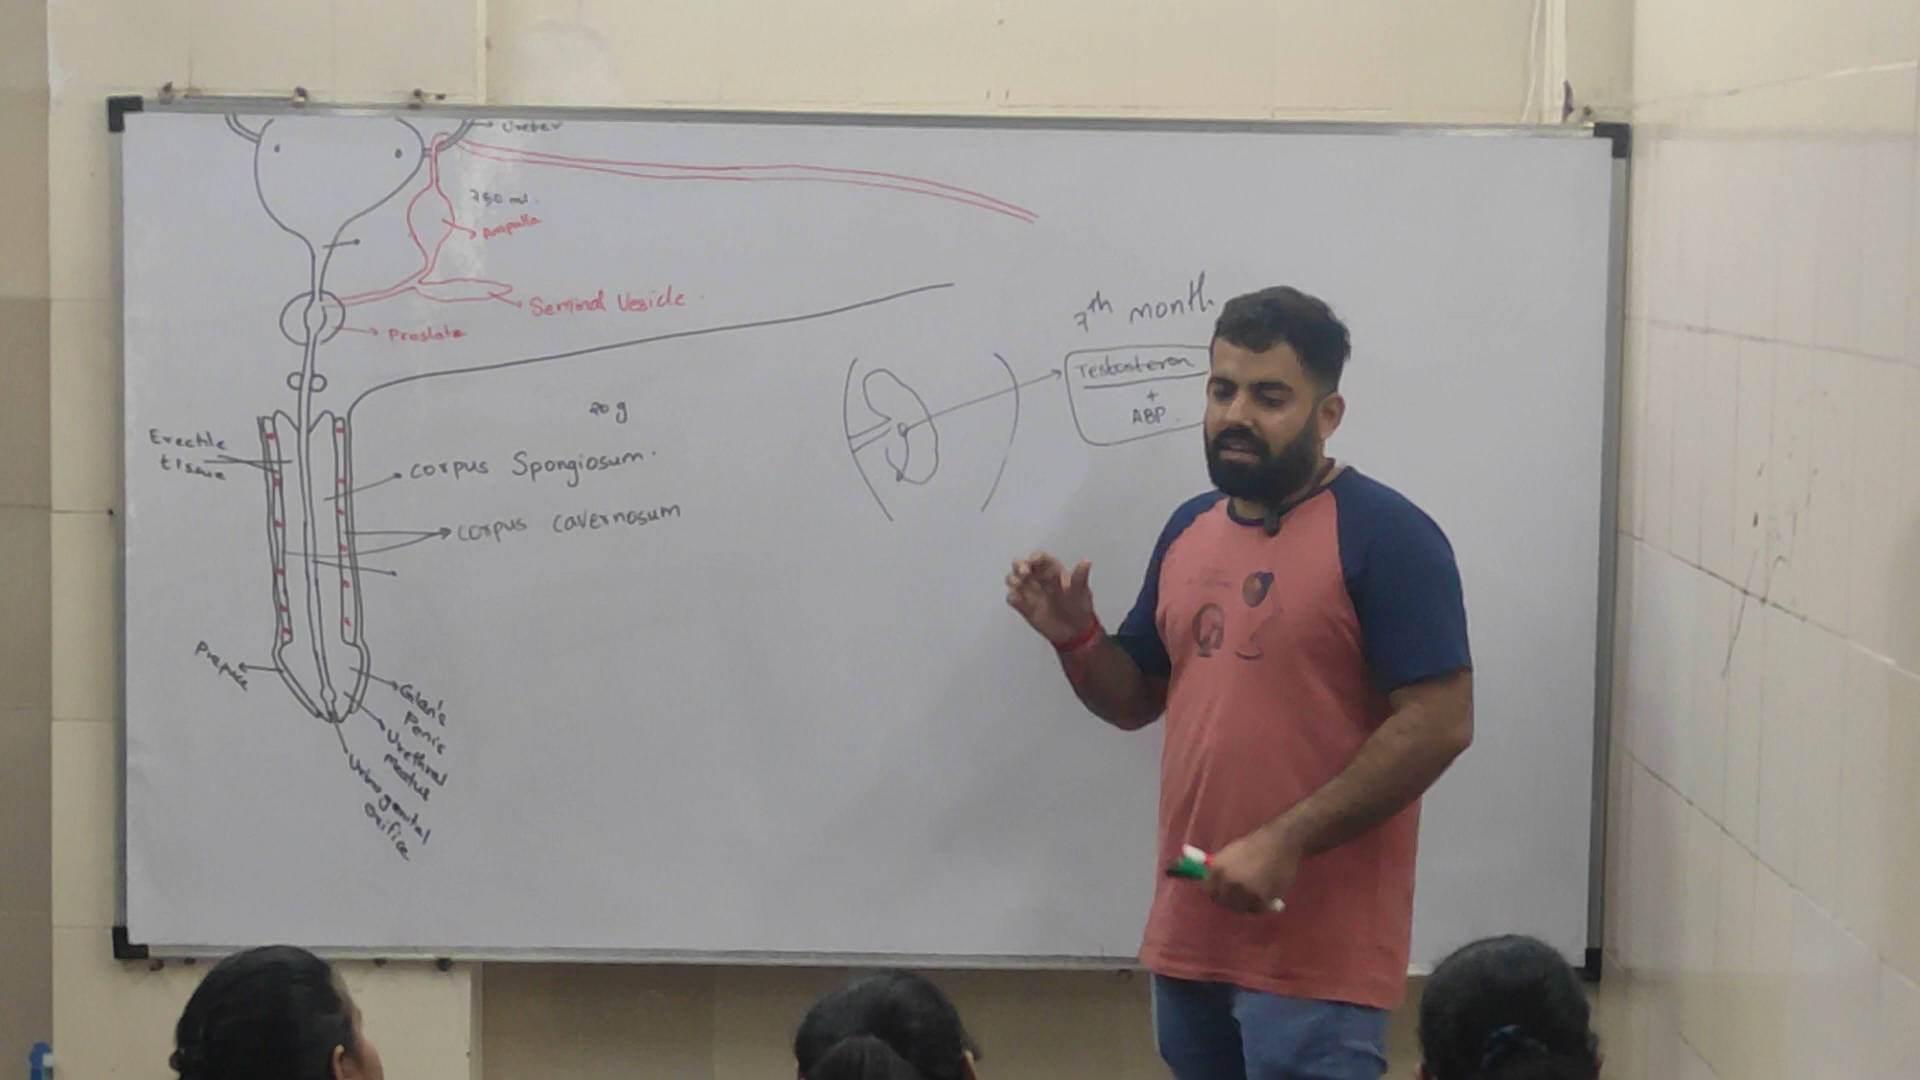 Ureter
750 ml.
Ampulla
Seminal Vesicle
Prostate
20 g
Erectile
tissue
corpus Spongiosum.
corpus cavernosum
Prepuce
Glan's
Penis
Urethral
meatus
Urinogenital
Orifice
7th month
Testosteron
+
ABP.